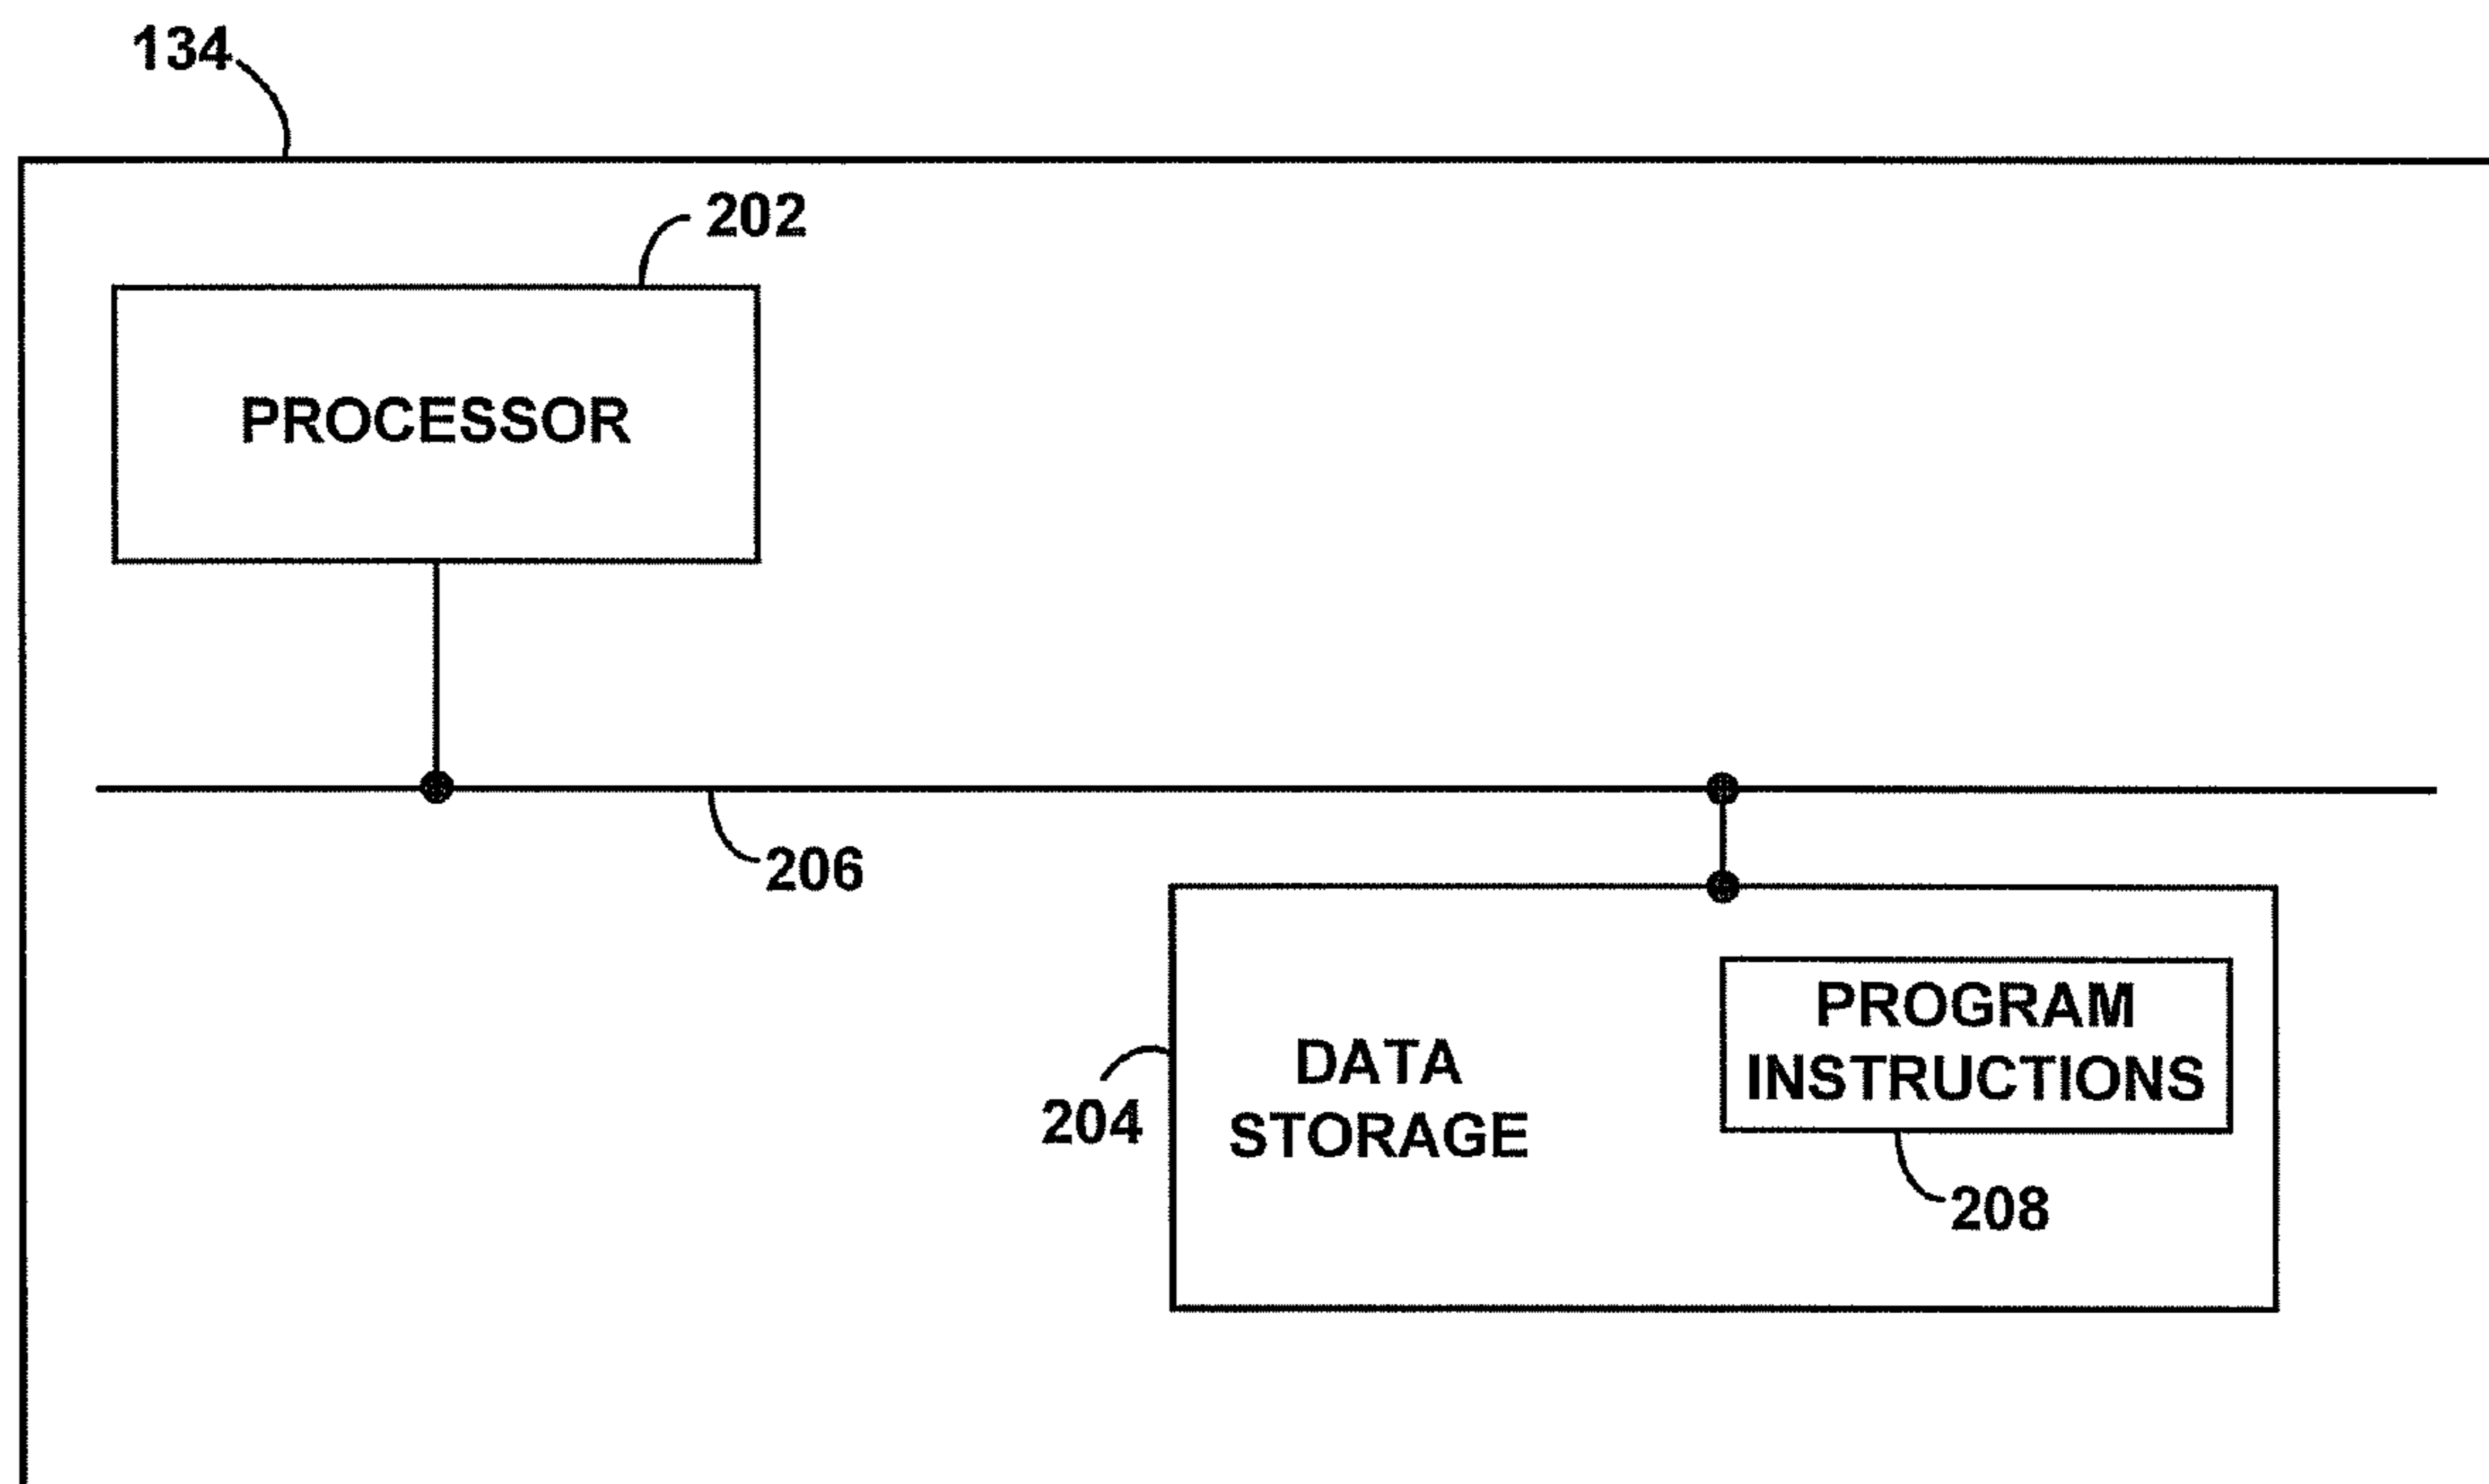 134
202
PROCESSOR
206
DATA
STORAGE
204
PROGRAM
INSTRUCTIONS
208